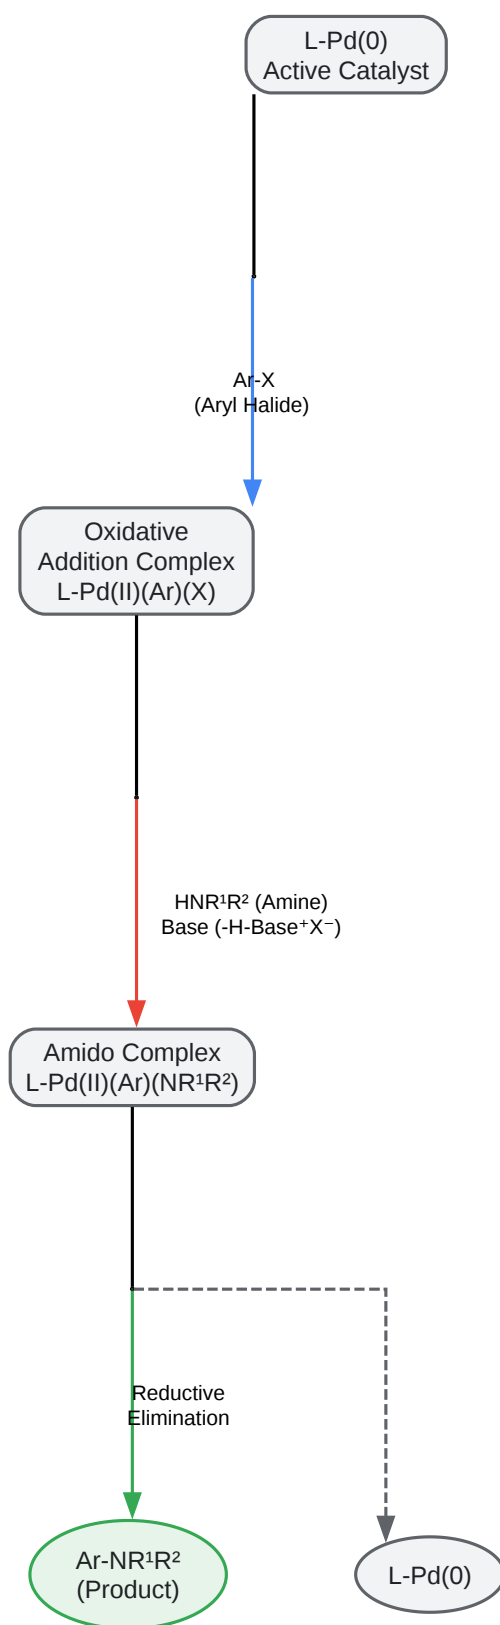 L-Pd(0)
Active Catalyst
Ar-X
(Aryl Halide)
Oxidative
Addition Complex
L-Pd(II)(Ar)(X)
HNR¹R² (Amine)
Base (-H-Base⁺X⁻)
Amido Complex
L-Pd(II)(Ar)(NR¹R²)
Reductive
Elimination
Ar-NR¹R²
(Product)
L-Pd(0)